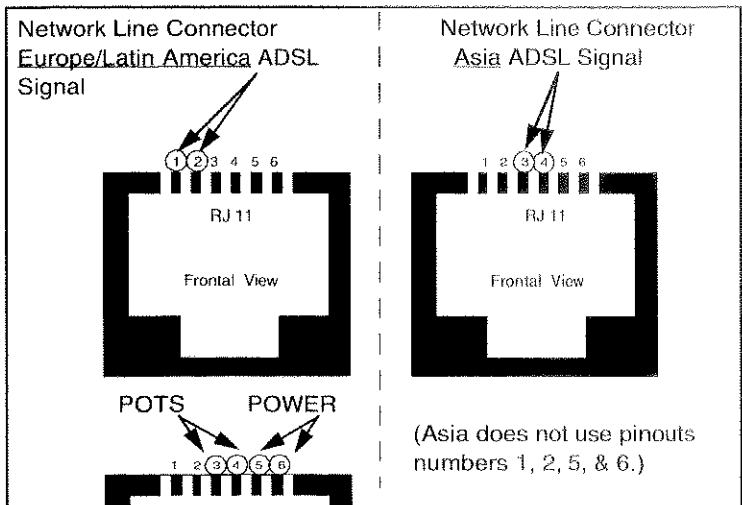 Network Line Connector
Europe/Latin America ADSL
Signal
1 2 3 4 5 6
RJ 11
Frontal View
POTS POWER
1 2 3 4 5 6
Network Line Connector
Asia ADSL Signal
1 2 3 4 5 6
RJ 11
Frontal View
(Asia does not use pinouts
numbers 1, 2, 5, & 6.)